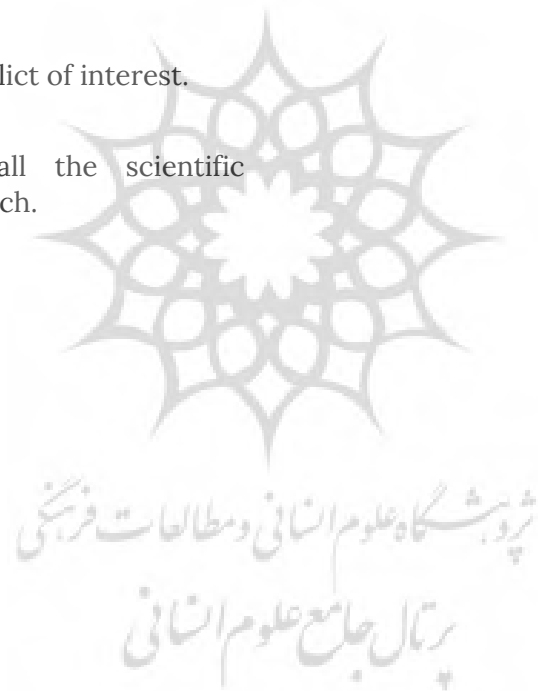 lict of interest.
all the scientific
ch.
پژوهشگاه علوم انسانی و مطالعات فرهنگی
پرتال جامع علوم انسانی